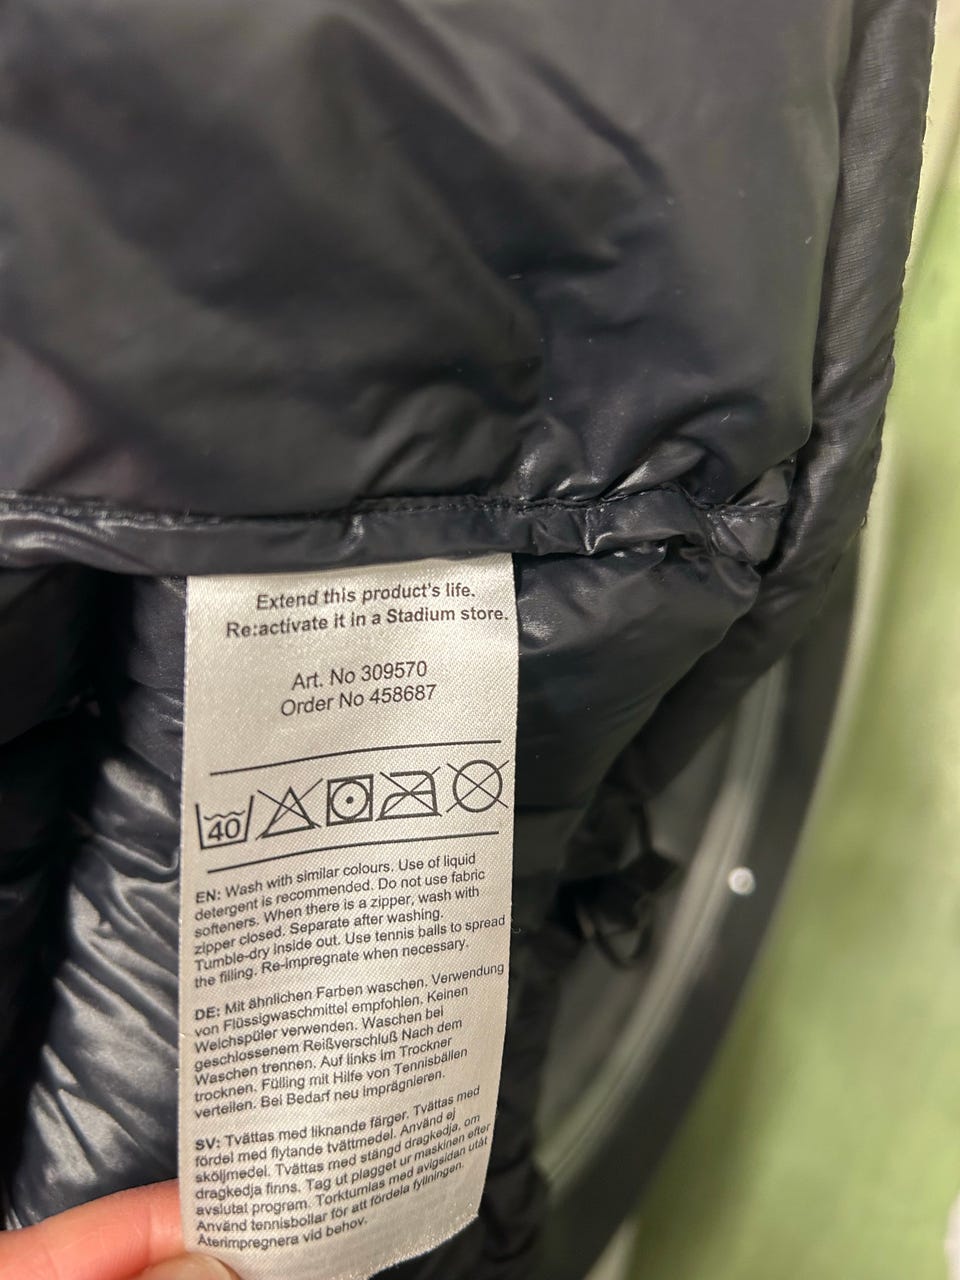 Extend this product's life.
Re:activate it in a Stadium store.
Art. No 309570
Order No 458687
40
EN: Wash with similar colours. Use of liquid
detergent is recommended. Do not use fabric
softeners. When there is a zipper, wash with
zipper closed. Separate after washing.
Tumble-dry inside out. Use tennis balls to spread
the filling. Re-impregnate when necessary.
DE: Mit ähnlichen Farben waschen. Verwendung
von Flüssigwaschmittel empfohlen. Keinen
Weichspüler verwenden. Waschen bei
geschlossenem Reißverschluß Nach dem
Waschen trennen. Auf links im Trockner
trocknen. Fülling mit Hilfe von Tennisbällen
verteilen. Bei Bedarf neu imprägnieren.
SV: Tvättas med liknande färger. Tvättas med
fördel med flytande tvättmedel. Använd ej
sköljmedel. Tvättas med stängd dragkedja, om
dragkedja finns. Tag ut plagget ur maskinen efter
avslutat program. Torktumlas med avigsidan utåt
Använd tennisbollar för att fördela fyllningen.
Återimpregnera vid behov.